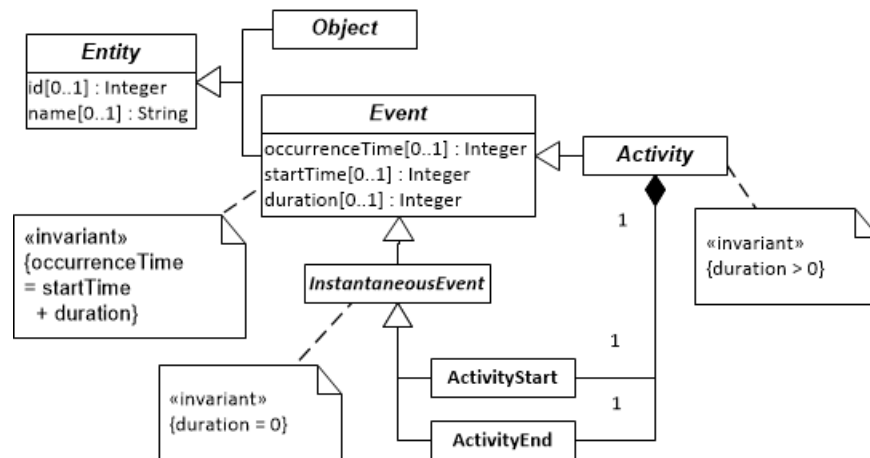 Object
Entity
id[0..1] : Integer
name[0..1] : String
Event
occurrenceTime[0..1] : Integer
startTime[0..1] : Integer
duration[0..1] : Integer
Activity
«invariant»
{occurrenceTime
= startTime
+ duration}
1
«invariant»
{duration > 0}
InstantaneousEvent
1
ActivityStart
1
«invariant»
{duration = 0}
ActivityEnd